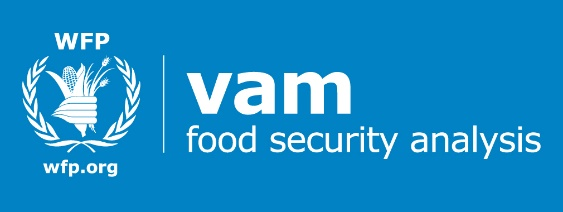 WFP
wfp.org
vam
food security analysis